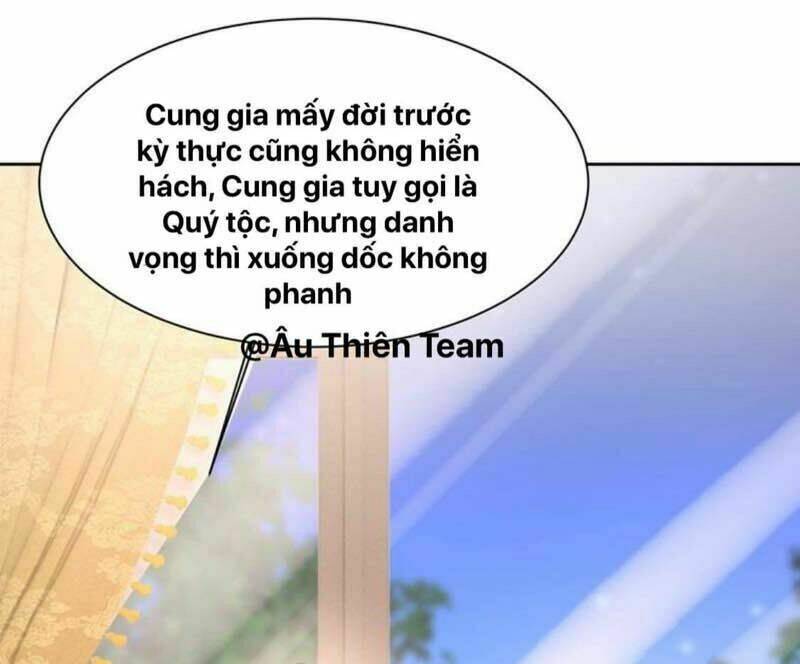 Cung gia mấy đời trước
kỳ thực cũng không hiển
hách, Cung gia tuy gọi là
Quý tộc, nhưng danh
vọng thì xuống dốc không
phanh
@Âu Thiên Team